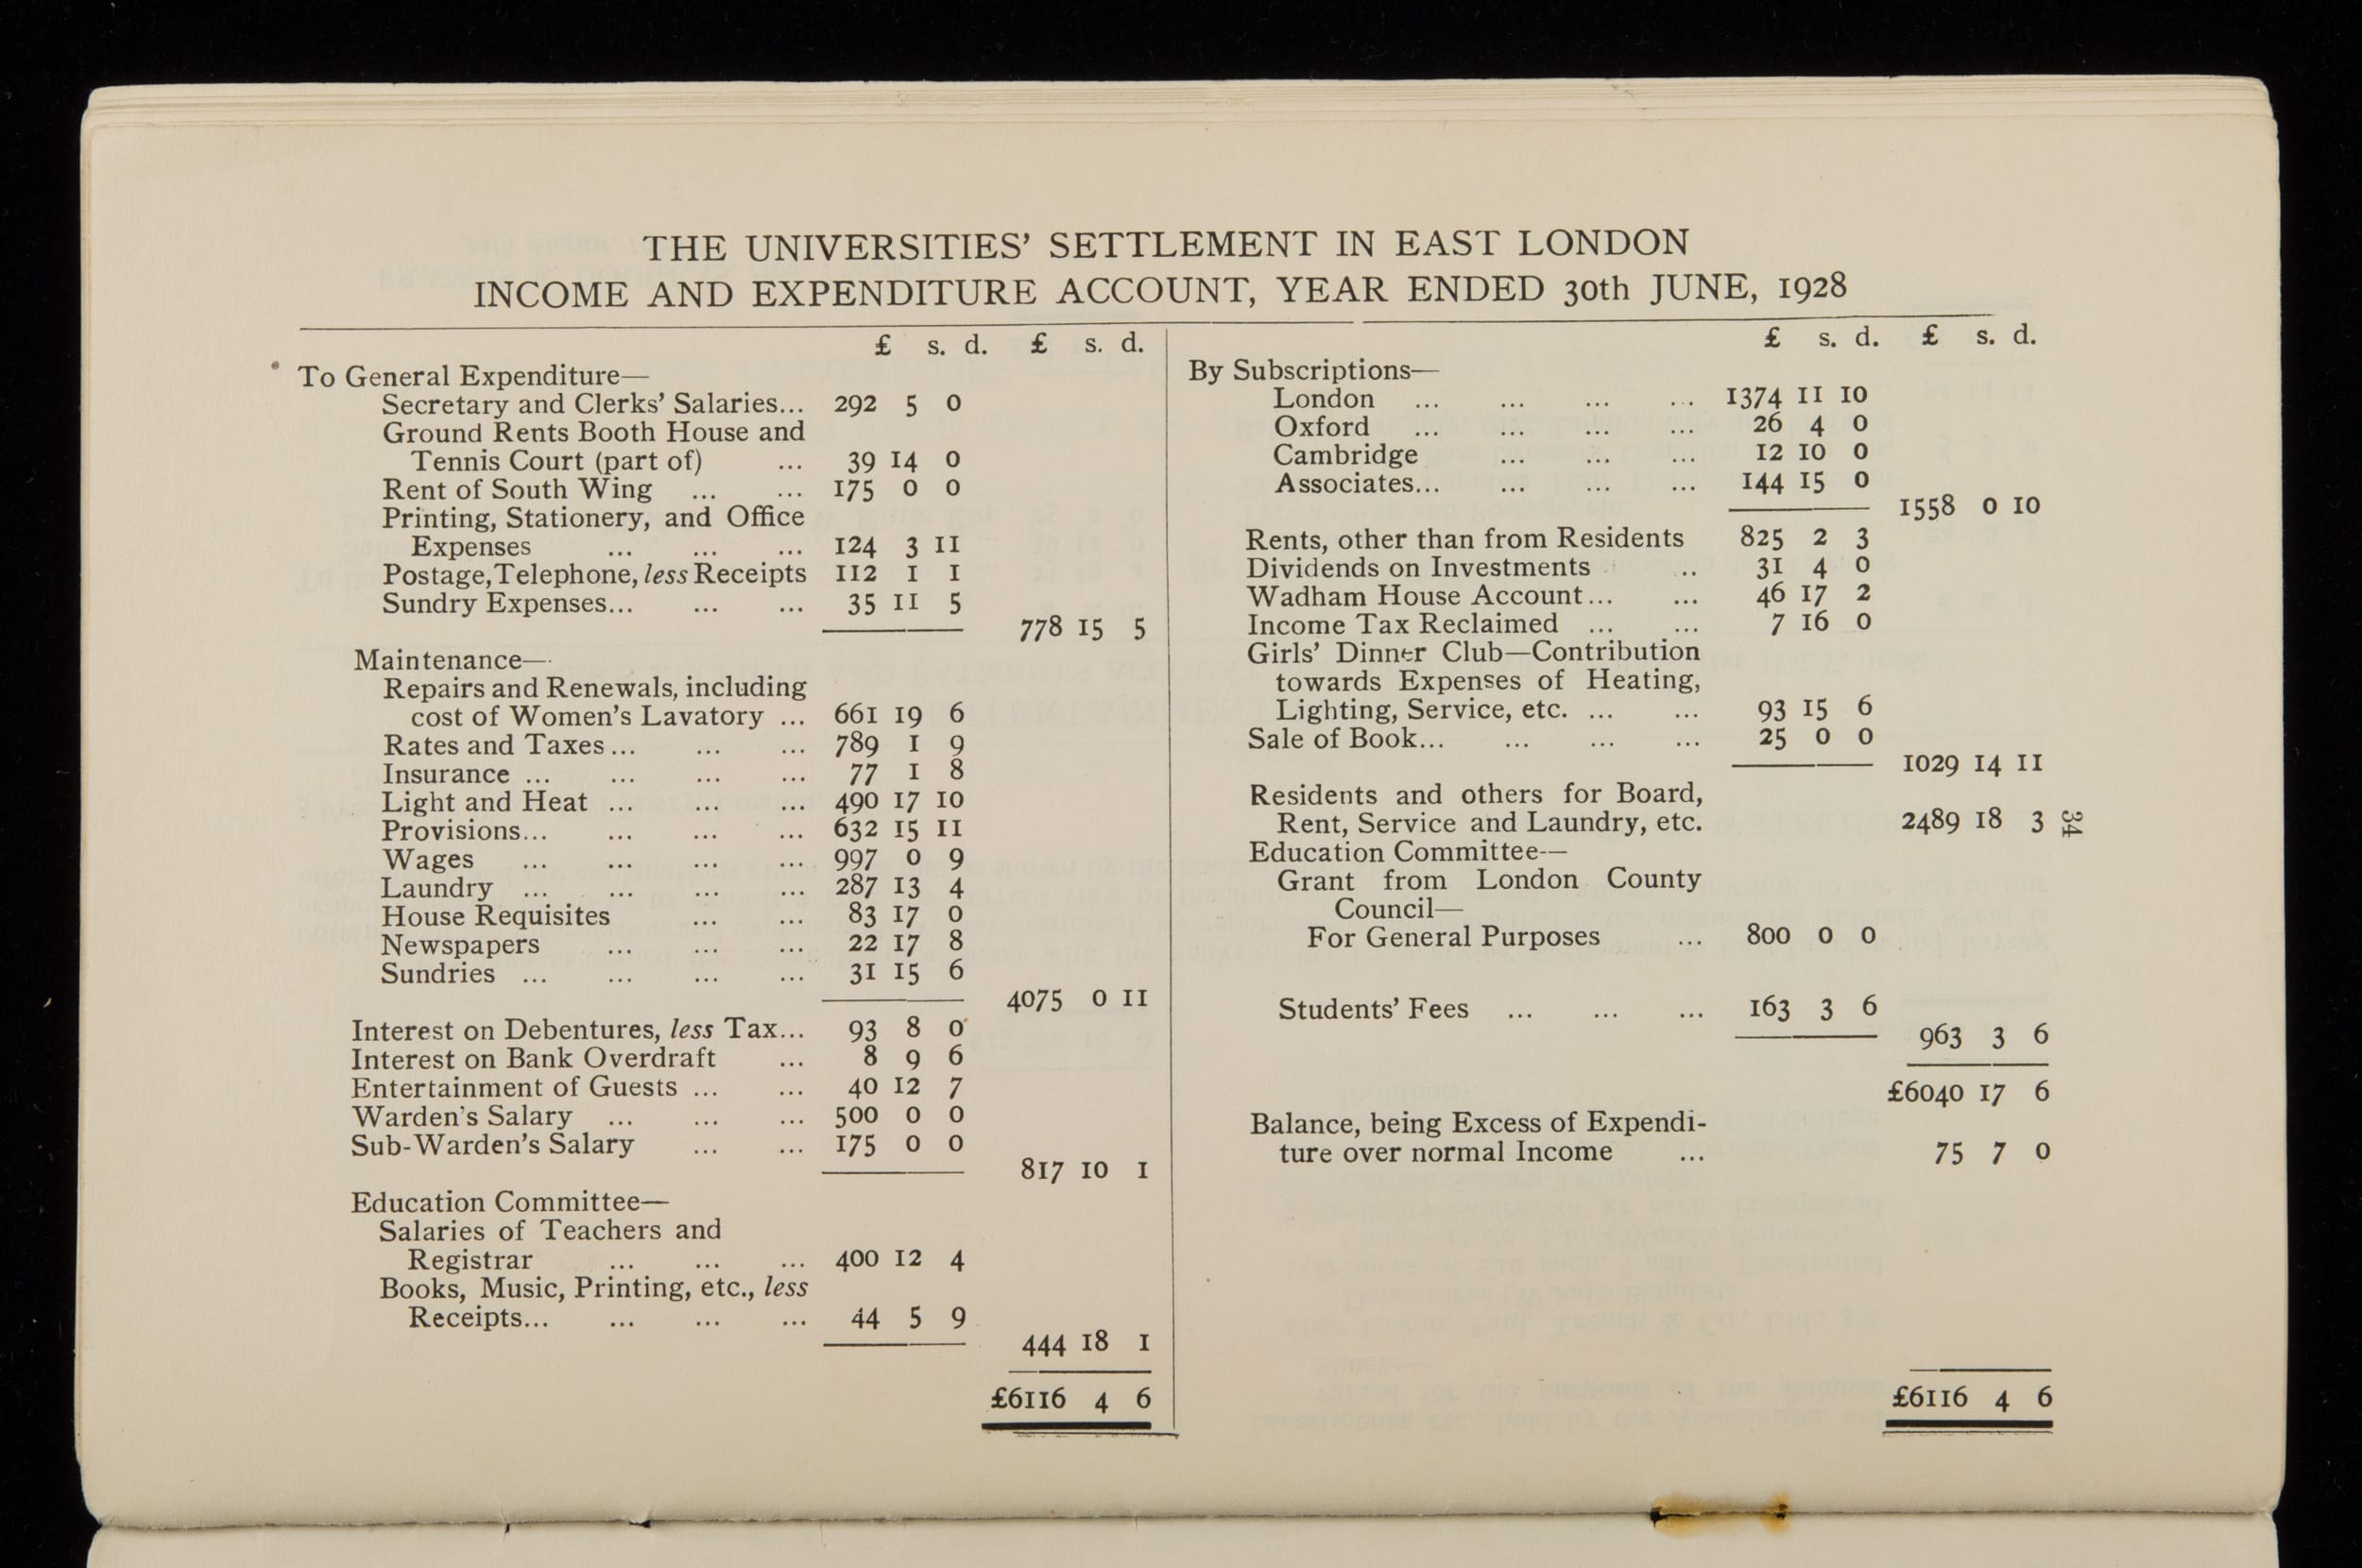 THE UNIVERSITIES' SETTLEMENT IN EAST LONDON
INCOME AND EXPENDITURE ACCOUNT, YEAR ENDED 30th JUNE, 1928
£ s. d. £ s. d.
To General Expenditure—
Secretary and Clerks' Salaries... 292 5 0
Ground Rents Booth House and
Tennis Court (part of) ... 39 14 0
Rent of South Wing ... ... 175 0 0
Printing, Stationery, and Office
Expenses ... ... ... 124 3 11
Postage, Telephone, less Receipts 112 1 1
Sundry Expenses... ... ... 35 11 5
778 15 5
Maintenance—
Repairs and Renewals, including
cost of Women's Lavatory ... 661 19 6
Rates and Taxes... ... ... 789 1 9
Insurance ... ... ... ... 77 1 8
Light and Heat ... ... ... 490 17 10
Provisions... ... ... ... 632 15 11
Wages ... ... ... ... 997 0 9
Laundry ... ... ... ... 287 13 4
House Requisites ... ... 83 17 0
Newspapers ... ... ... 22 17 8
Sundries ... ... ... ... 31 15 6
4075 0 11
Interest on Debentures, less Tax... 93 8 0
Interest on Bank Overdraft ... 8 9 6
Entertainment of Guests ... ... 40 12 7
Warden's Salary ... ... ... 500 0 0
Sub-Warden's Salary ... ... 175 0 0
817 10 1
Education Committee—
Salaries of Teachers and
Registrar ... ... ... 400 12 4
Books, Music, Printing, etc., less
Receipts... ... ... ... 44 5 9
444 18 1
£6116 4 6
£ s. d. £ s. d.
By Subscriptions—
London ... ... ... ... 1374 11 10
Oxford ... ... ... ... 26 4 0
Cambridge ... ... ... 12 10 0
Associates... ... ... ... 144 15 0
1558 0 10
Rents, other than from Residents 825 2 3
Dividends on Investments .. 31 4 0
Wadham House Account... ... 46 17 2
Income Tax Reclaimed ... ... 7 16 0
Girls' Dinner Club—Contribution
towards Expenses of Heating,
Lighting, Service, etc. ... ... 93 15 6
Sale of Book... ... ... ... 25 0 0
1029 14 11
Residents and others for Board,
Rent, Service and Laundry, etc. 2489 18 3
Education Committee—
Grant from London County
Council—
For General Purposes ... 800 0 0
Students' Fees ... ... ... 163 3 6
963 3 6
£6040 17 6
Balance, being Excess of Expendi-
ture over normal Income ... 75 7 0
£6116 4 6
34